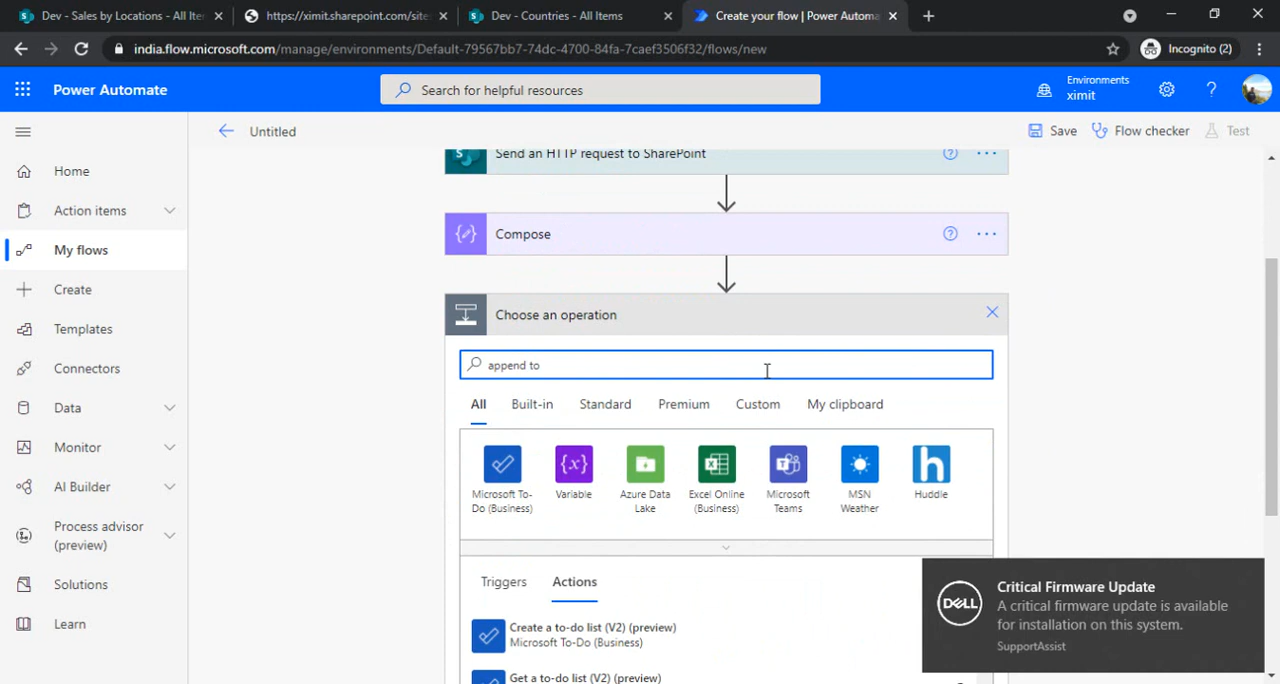 Dev - Sales by Locations - All Iter
https://ximit.sharepoint.com/site
Dev - Countries - All Items
Create your flow | Power Automa
india.flow.microsoft.com/manage/environments/Default-79567bb7-74dc-4700-84fa-7caef3506f32/flows/new
Incognito (2)
Power Automate
Search for helpful resources
Environments
ximit
Untitled
Save
Flow checker
Test
Home
Action items
My flows
Create
Templates
Connectors
Data
Monitor
AI Builder
Process advisor
(preview)
Solutions
Learn
Send an HTTP request to SharePoint
Compose
Choose an operation
append to
All
Built-in
Standard
Premium
Custom
My clipboard
Microsoft To-
Do (Business)
Variable
Azure Data
Lake
Excel Online
(Business)
Microsoft
Teams
MSN
Weather
Huddle
Triggers
Actions
Create a to-do list (V2) (preview)
Microsoft To-Do (Business)
Get a to-do list (V2) (preview)
DELL
Critical Firmware Update
A critical firmware update is available
for installation on this system.
SupportAssist